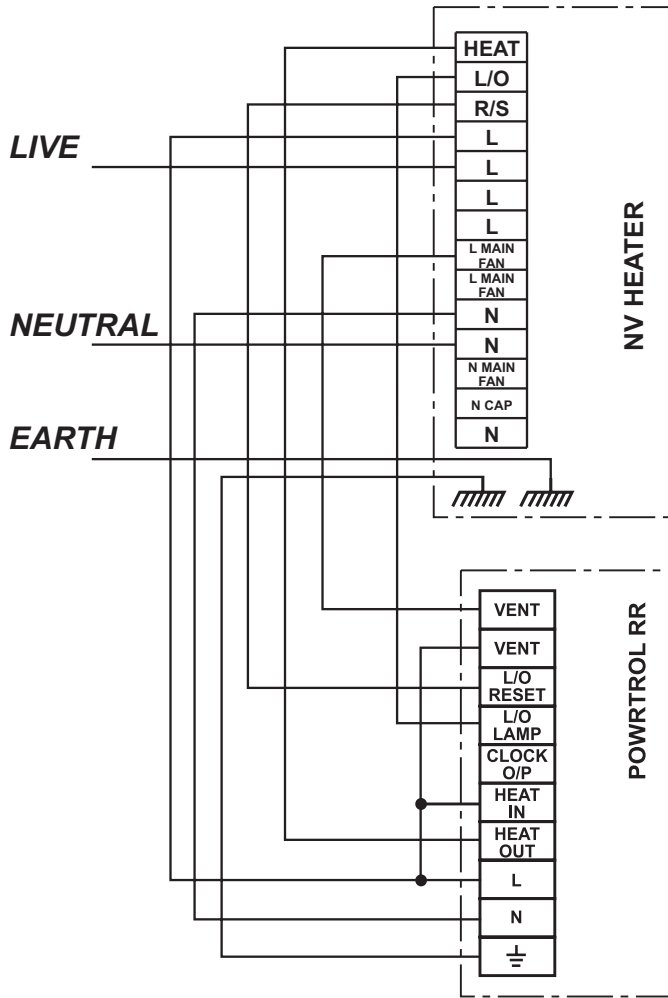 HEAT
L/O
R/S
L
LIVE
L
L
L
L MAIN
FAN
L MAIN
FAN
N
NEUTRAL
N
N MAIN
FAN
N CAP
N
EARTH
NV HEATER
VENT
VENT
L/O
RESET
L/O
LAMP
CLOCK
O/P
HEAT
IN
HEAT
OUT
L
N
POWRTROL RR